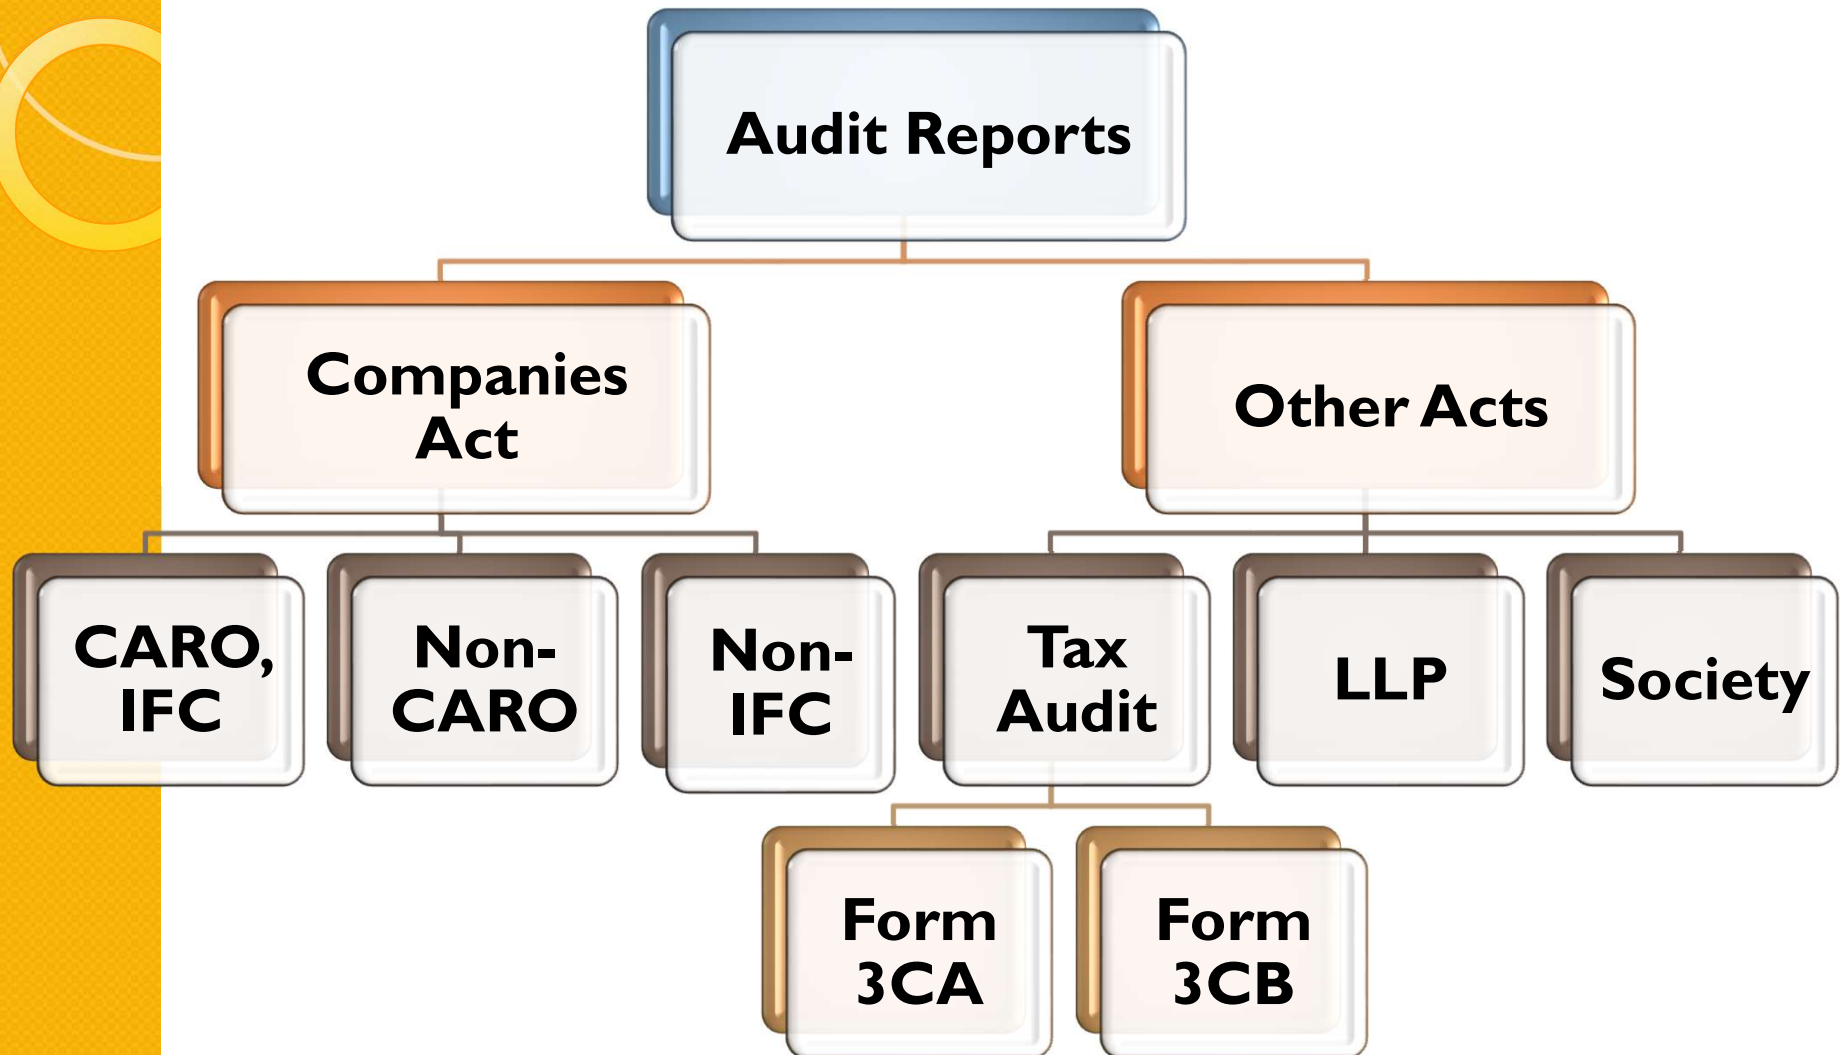 Audit Reports
Companies
Act
Other Acts
CARO,
IFC
Non-
CARO
Non-
IFC
Tax
Audit
LLP
Society
Form
3CA
Form
3CB